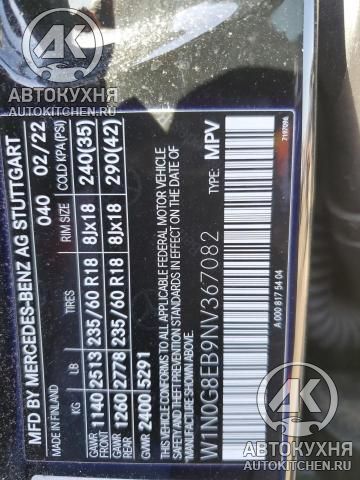 АВТОКУХНЯ
AUTOKITCHEN.RU
MFD BY MERCEDES-BENZ AG STUTTGART
MADE IN FINLAND 040 02/22
KG LB TIRES RIM SIZE COLD KPA(PSI)
GAWR FRONT 1140 2513 235/60 R18 8JX18 240(35)
GAWR REAR 1260 2778 235/60 R18 8JX18 290(42)
GVWR 2400 5291
THIS VEHICLE CONFORMS TO ALL APPLICABLE FEDERAL MOTOR VEHICLE
SAFETY, BUMPER, AND THEFT PREVENTION STANDARDS IN EFFECT ON THE DATE OF
MANUFACTURE SHOWN ABOVE.
W1N0G8EB9NV367082 TYPE: MPV
A 000 817 54 04 7197096
АВТОКУХНЯ
AUTOKITCHEN.RU